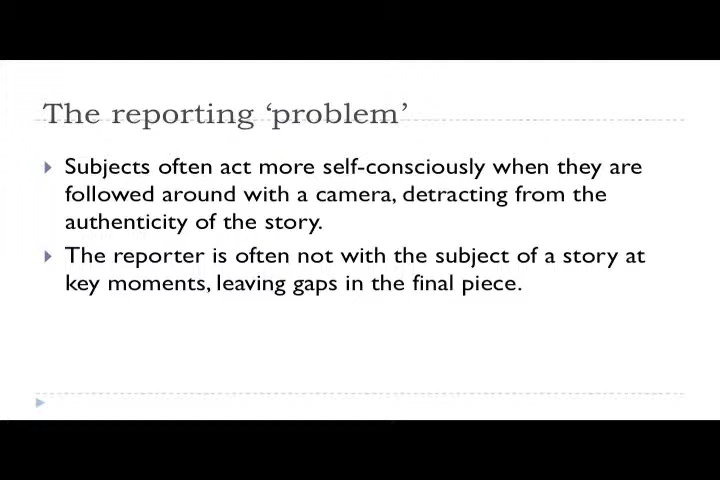 The reporting ‘problem’
Subjects often act more self-consciously when they are
followed around with a camera, detracting from the
authenticity of the story.
The reporter is often not with the subject of a story at
key moments, leaving gaps in the final piece.